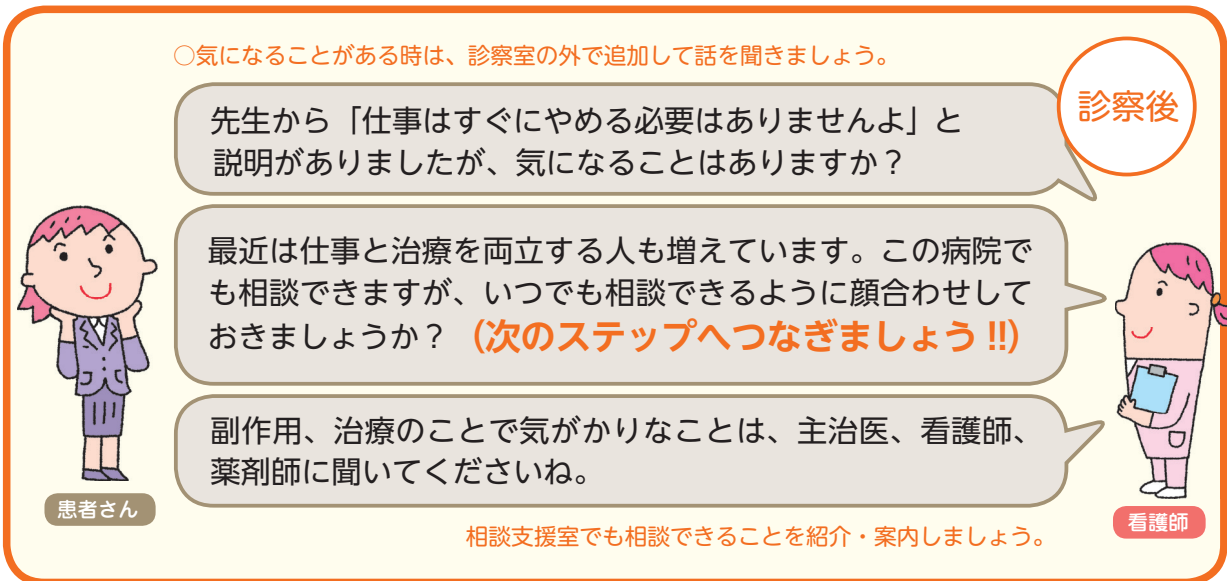 ○気になることがある時は、診察室の外で追加して話を聞きましょう。
診察後
先生から「仕事はすぐにやめる必要はありませんよ」と
説明がありましたが、気になることはありますか？
最近は仕事と治療を両立する人も増えています。この病院で
も相談できますが、いつでも相談できるように顔合わせして
おきましょうか？（次のステップへつなぎましょう!!）
副作用、治療のことで気がかりなことは、主治医、看護師、
薬剤師に聞いてくださいね。
患者さん
看護師
相談支援室でも相談できることを紹介・案内しましょう。